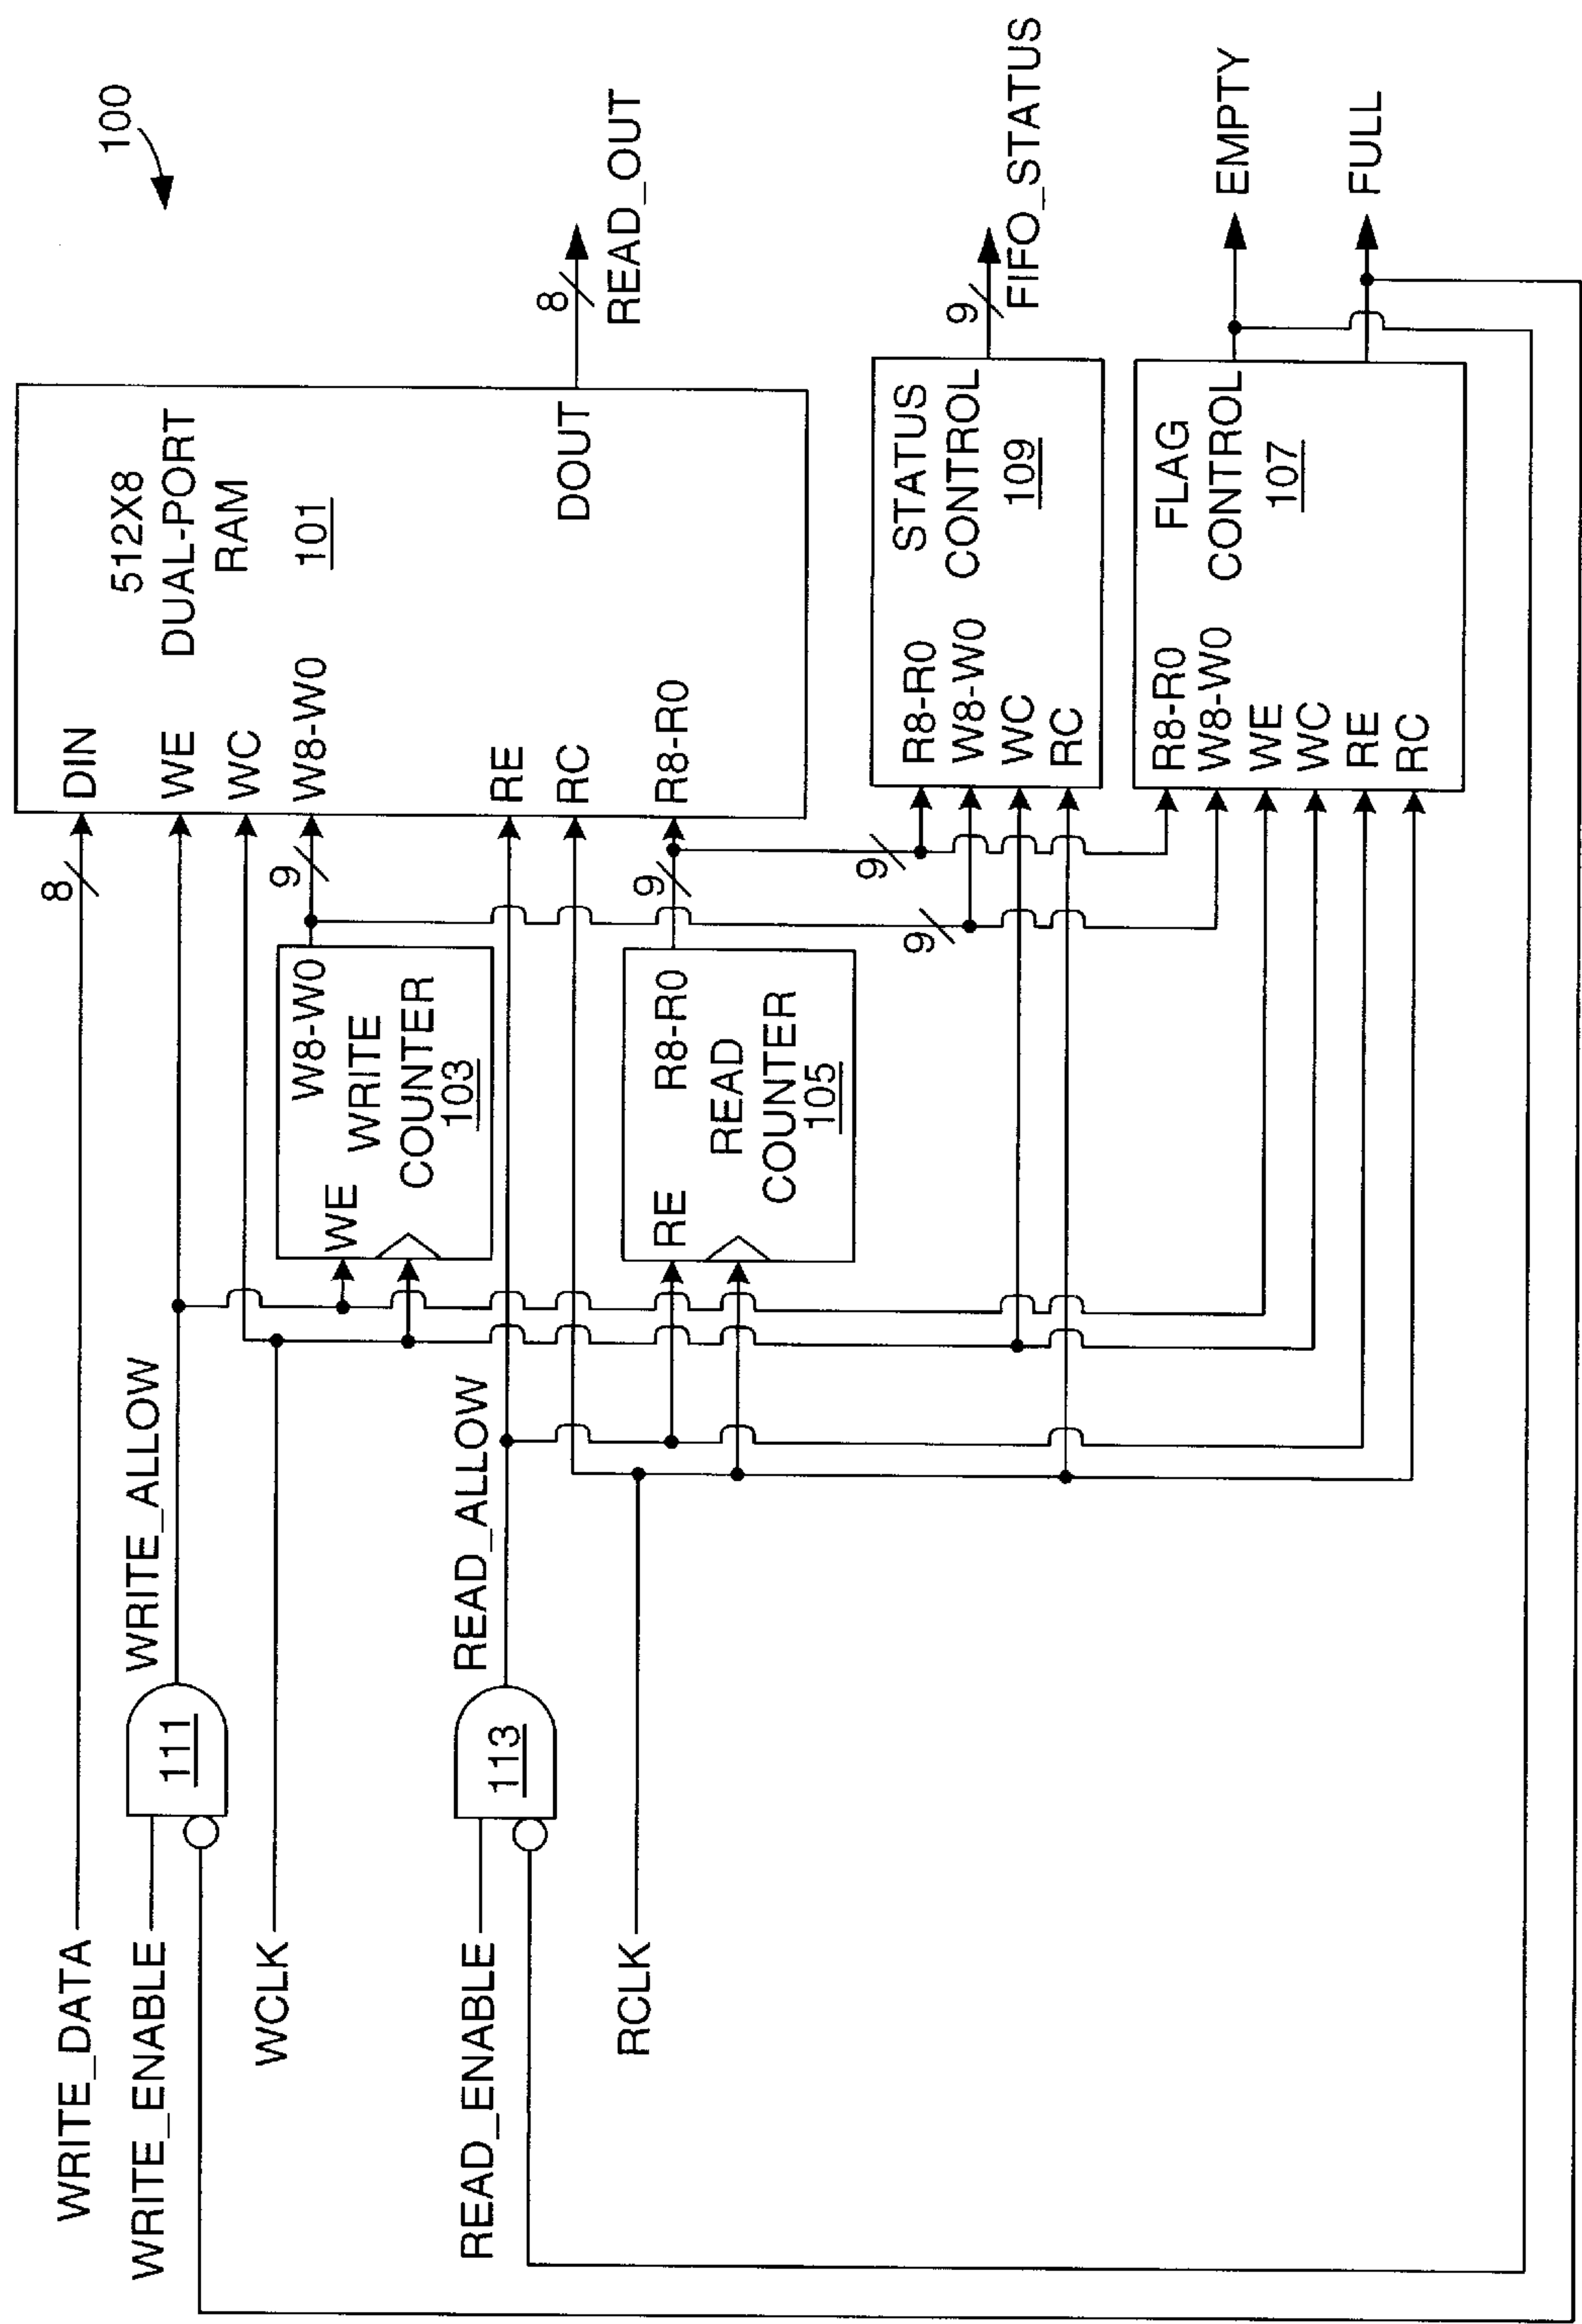 100
WRITE_DATA
8
DIN
512X8
DUAL-PORT
RAM
101
WRITE_ENABLE
111
WRITE_ALLOW
WE
WCLK
WC
W8-W0
9
W8-W0
WE
WRITE
COUNTER
103
READ_ENABLE
113
READ_ALLOW
RE
RC
DOUT
8
READ_OUT
RCLK
R8-R0
9
R8-R0
RE
READ
COUNTER
105
9
9
R8-R0
W8-W0
WC
RC
STATUS
CONTROL
109
9
FIFO_STATUS
R8-R0
W8-W0
WE
WC
RE
RC
FLAG
CONTROL
107
EMPTY
FULL